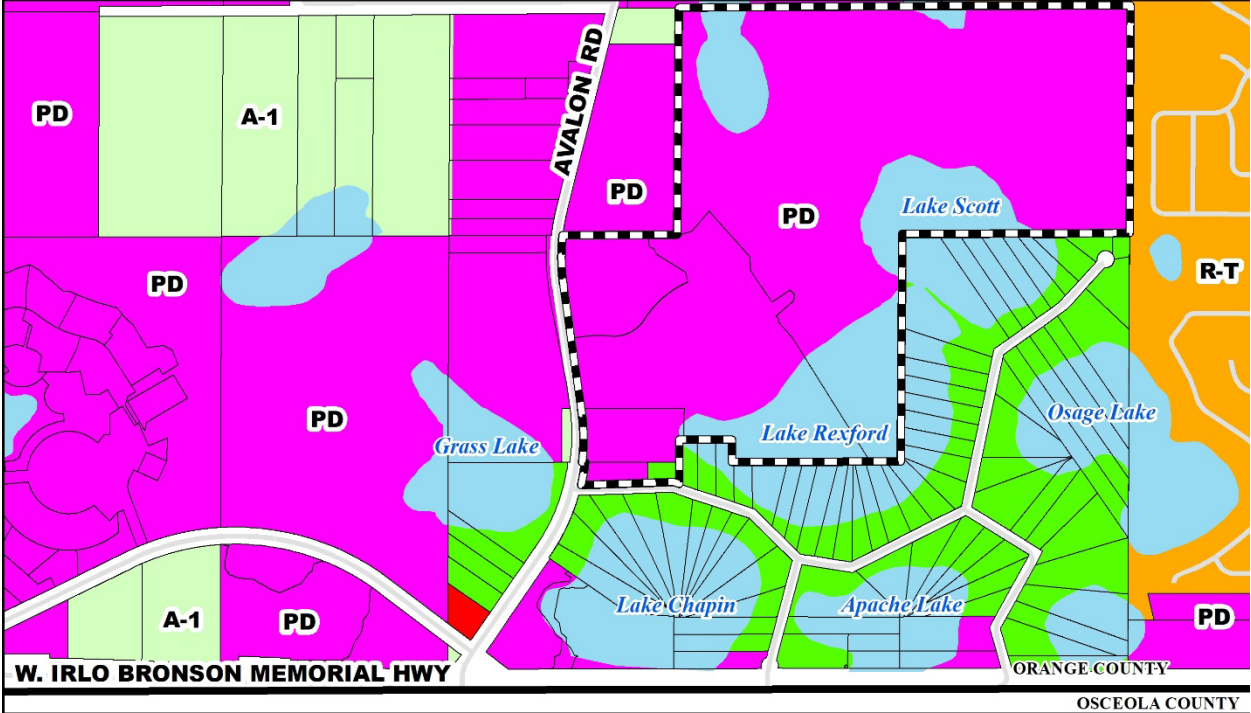 PD
A-1
AVALON RD
PD
PD
Lake Scott
PD
R-T
PD
Osage Lake
Grass Lake
Lake Rexford
Lake Chapin
Apache Lake
A-1
PD
PD
W. IRLO BRONSON MEMORIAL HWY
ORANGE COUNTY
OSCEOLA COUNTY